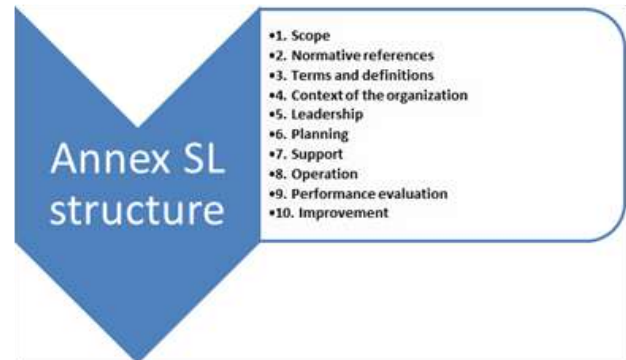 Annex SL
structure
•1. Scope
•2. Normative references
•3. Terms and definitions
•4. Context of the organization
•5. Leadership
•6. Planning
•7. Support
•8. Operation
•9. Performance evaluation
•10. Improvement